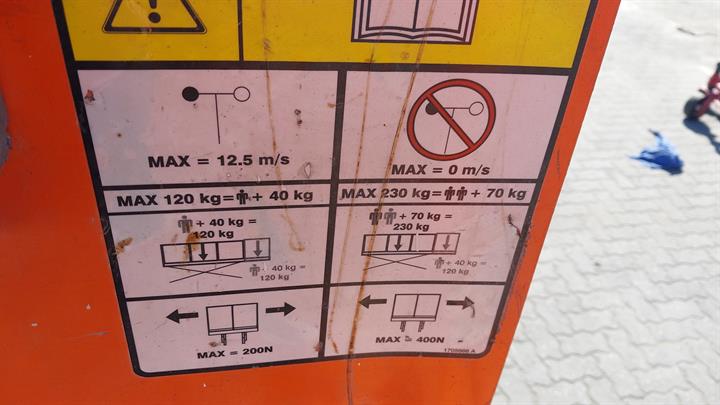 MAX = 12.5 m/s
MAX = 0 m/s
MAX 120 kg= + 40 kg
MAX 230 kg= + 70 kg
+ 40 kg =
120 kg
+ 40 kg =
120 kg
+ 70 kg =
230 kg
+ 40 kg =
120 kg
MAX = 200N
MAX = 400N